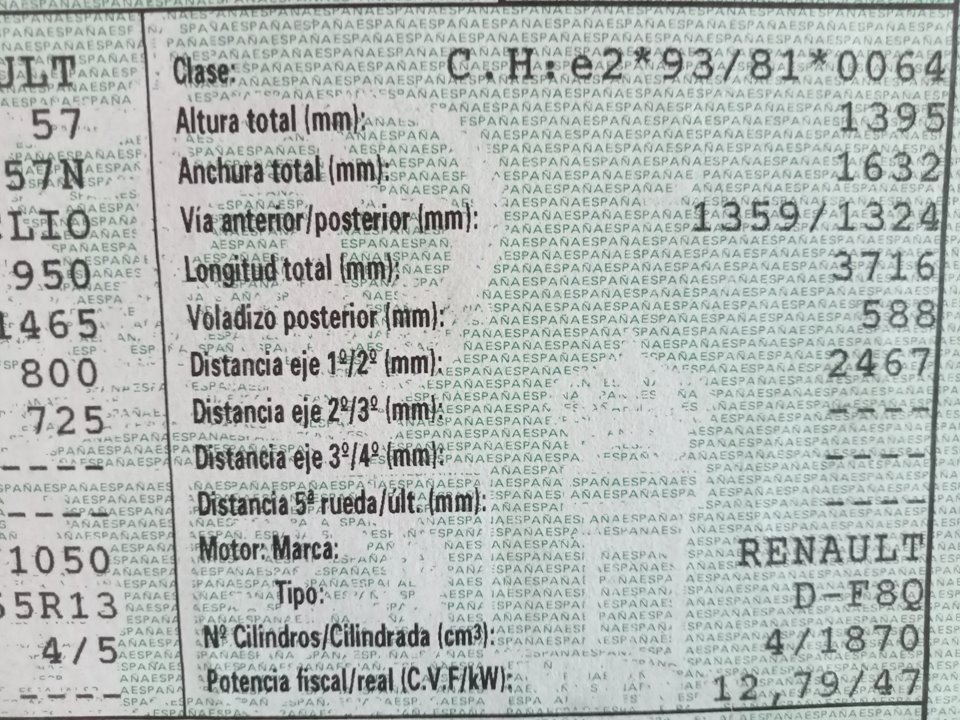 ULT
57
57N
LIO
950
1465
800
725
----
----
1050
55R13
4/5
----
Clase: C.H:e2*93/81*0064
Altura total (mm): 1395
Anchura total (mm): 1632
Vía anterior/posterior (mm): 1359/1324
Longitud total (mm): 3716
Voladizo posterior (mm): 588
Distancia eje 1º/2º (mm): 2467
Distancia eje 2º/3º (mm): ----
Distancia eje 3º/4º (mm): ----
Distancia 5ª rueda/últ. (mm): ----
Motor: Marca: RENAULT
Tipo: D-F8Q
Nº Cilindros/Cilindrada (cm³): 4/1870
Potencia fiscal/real (C.V.F/kW): 12,79/47